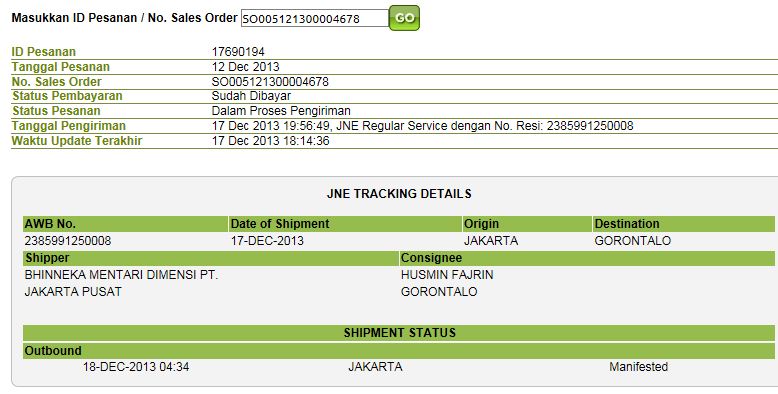 Masukkan ID Pesanan / No. Sales Order SO005121300004678 GO
ID Pesanan 17690194
Tanggal Pesanan 12 Dec 2013
No. Sales Order SO005121300004678
Status Pembayaran Sudah Dibayar
Status Pesanan Dalam Proses Pengiriman
Tanggal Pengiriman 17 Dec 2013 19:56:49, JNE Regular Service dengan No. Resi: 2385991250008
Waktu Update Terakhir 17 Dec 2013 18:14:36
JNE TRACKING DETAILS
AWB No. Date of Shipment Origin Destination
2385991250008 17-DEC-2013 JAKARTA GORONTALO
Shipper Consignee
BHINNEKA MENTARI DIMENSI PT. HUSMIN FAJRIN
JAKARTA PUSAT GORONTALO
SHIPMENT STATUS
Outbound
18-DEC-2013 04:34 JAKARTA Manifested